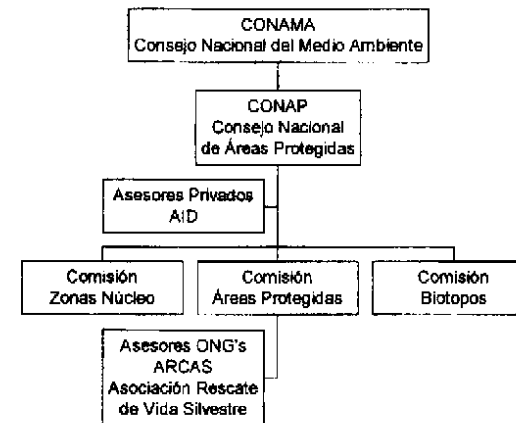 CONAMA
Consejo Nacional del Medio Ambiente
CONAP
Consejo Nacional
de Áreas Protegidas
Asesores Privados
AID
Comisión
Zonas Núcleo
Comisión
Áreas Protegidas
Comisión
Biotopos
Asesores ONG's
ARCAS
Asociación Rescate
de Vida Silvestre